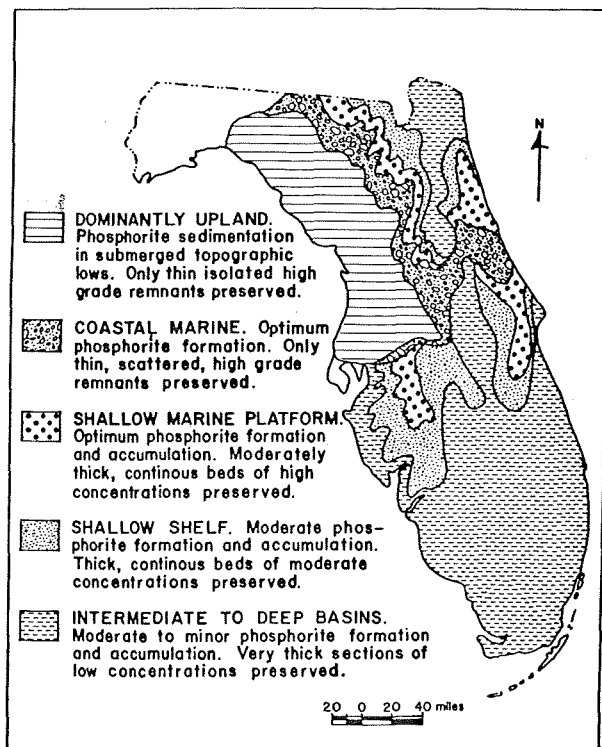 N
DOMINANTLY UPLAND.
Phosphorite sedimentation
in submerged topographic
lows. Only thin isolated high
grade remnants preserved.
COASTAL MARINE. Optimum
phosphorite formation. Only
thin, scattered, high grade
remnants preserved.
SHALLOW MARINE PLATFORM.
Optimum phosphorite formation
and accumulation. Moderately
thick, continous beds of high
concentrations preserved.
SHALLOW SHELF. Moderate phos-
phorite formation and accumulation.
Thick, continous beds of moderate
concentrations preserved.
INTERMEDIATE TO DEEP BASINS.
Moderate to minor phosphorite formation
and accumulation. Very thick sections of
low concentrations preserved.
20 0 20 40 miles